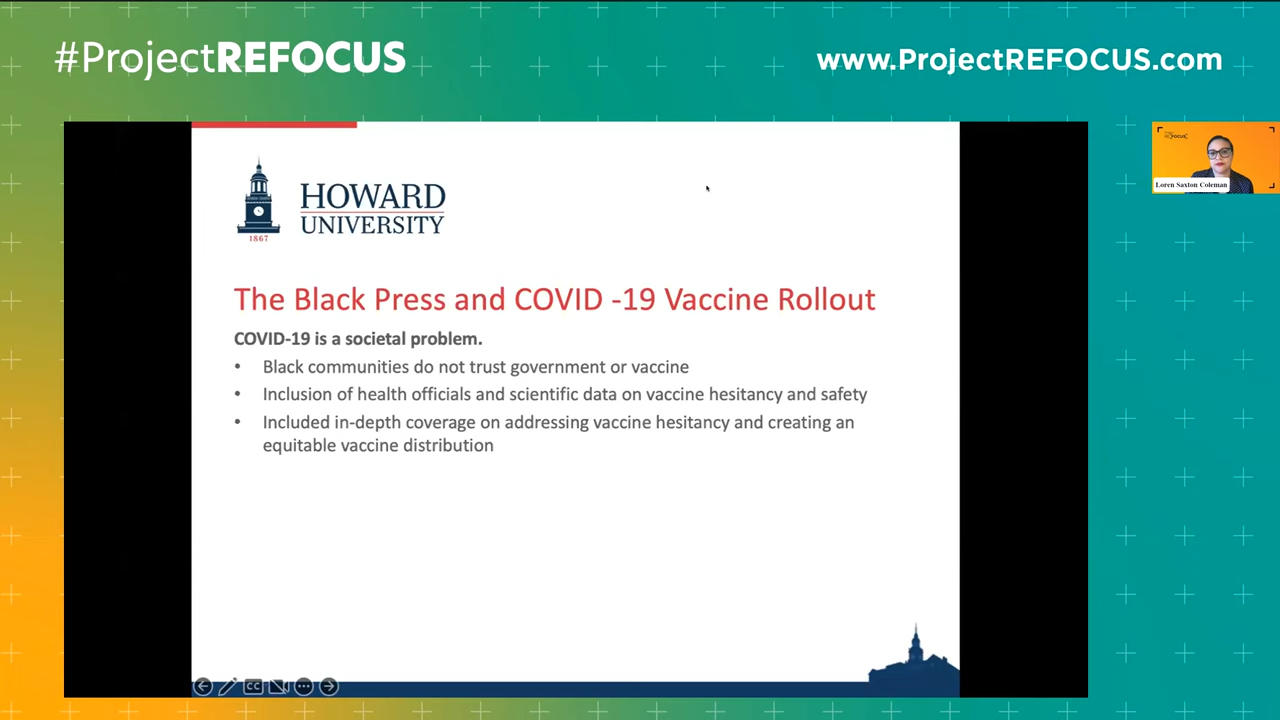 #ProjectREFOCUS
www.ProjectREFOCUS.com
REFOCUS
Loren Saxton Coleman
1867
HOWARD
UNIVERSITY
The Black Press and COVID -19 Vaccine Rollout
COVID-19 is a societal problem.
• Black communities do not trust government or vaccine
• Inclusion of health officials and scientific data on vaccine hesitancy and safety
• Included in-depth coverage on addressing vaccine hesitancy and creating an
equitable vaccine distribution
CC